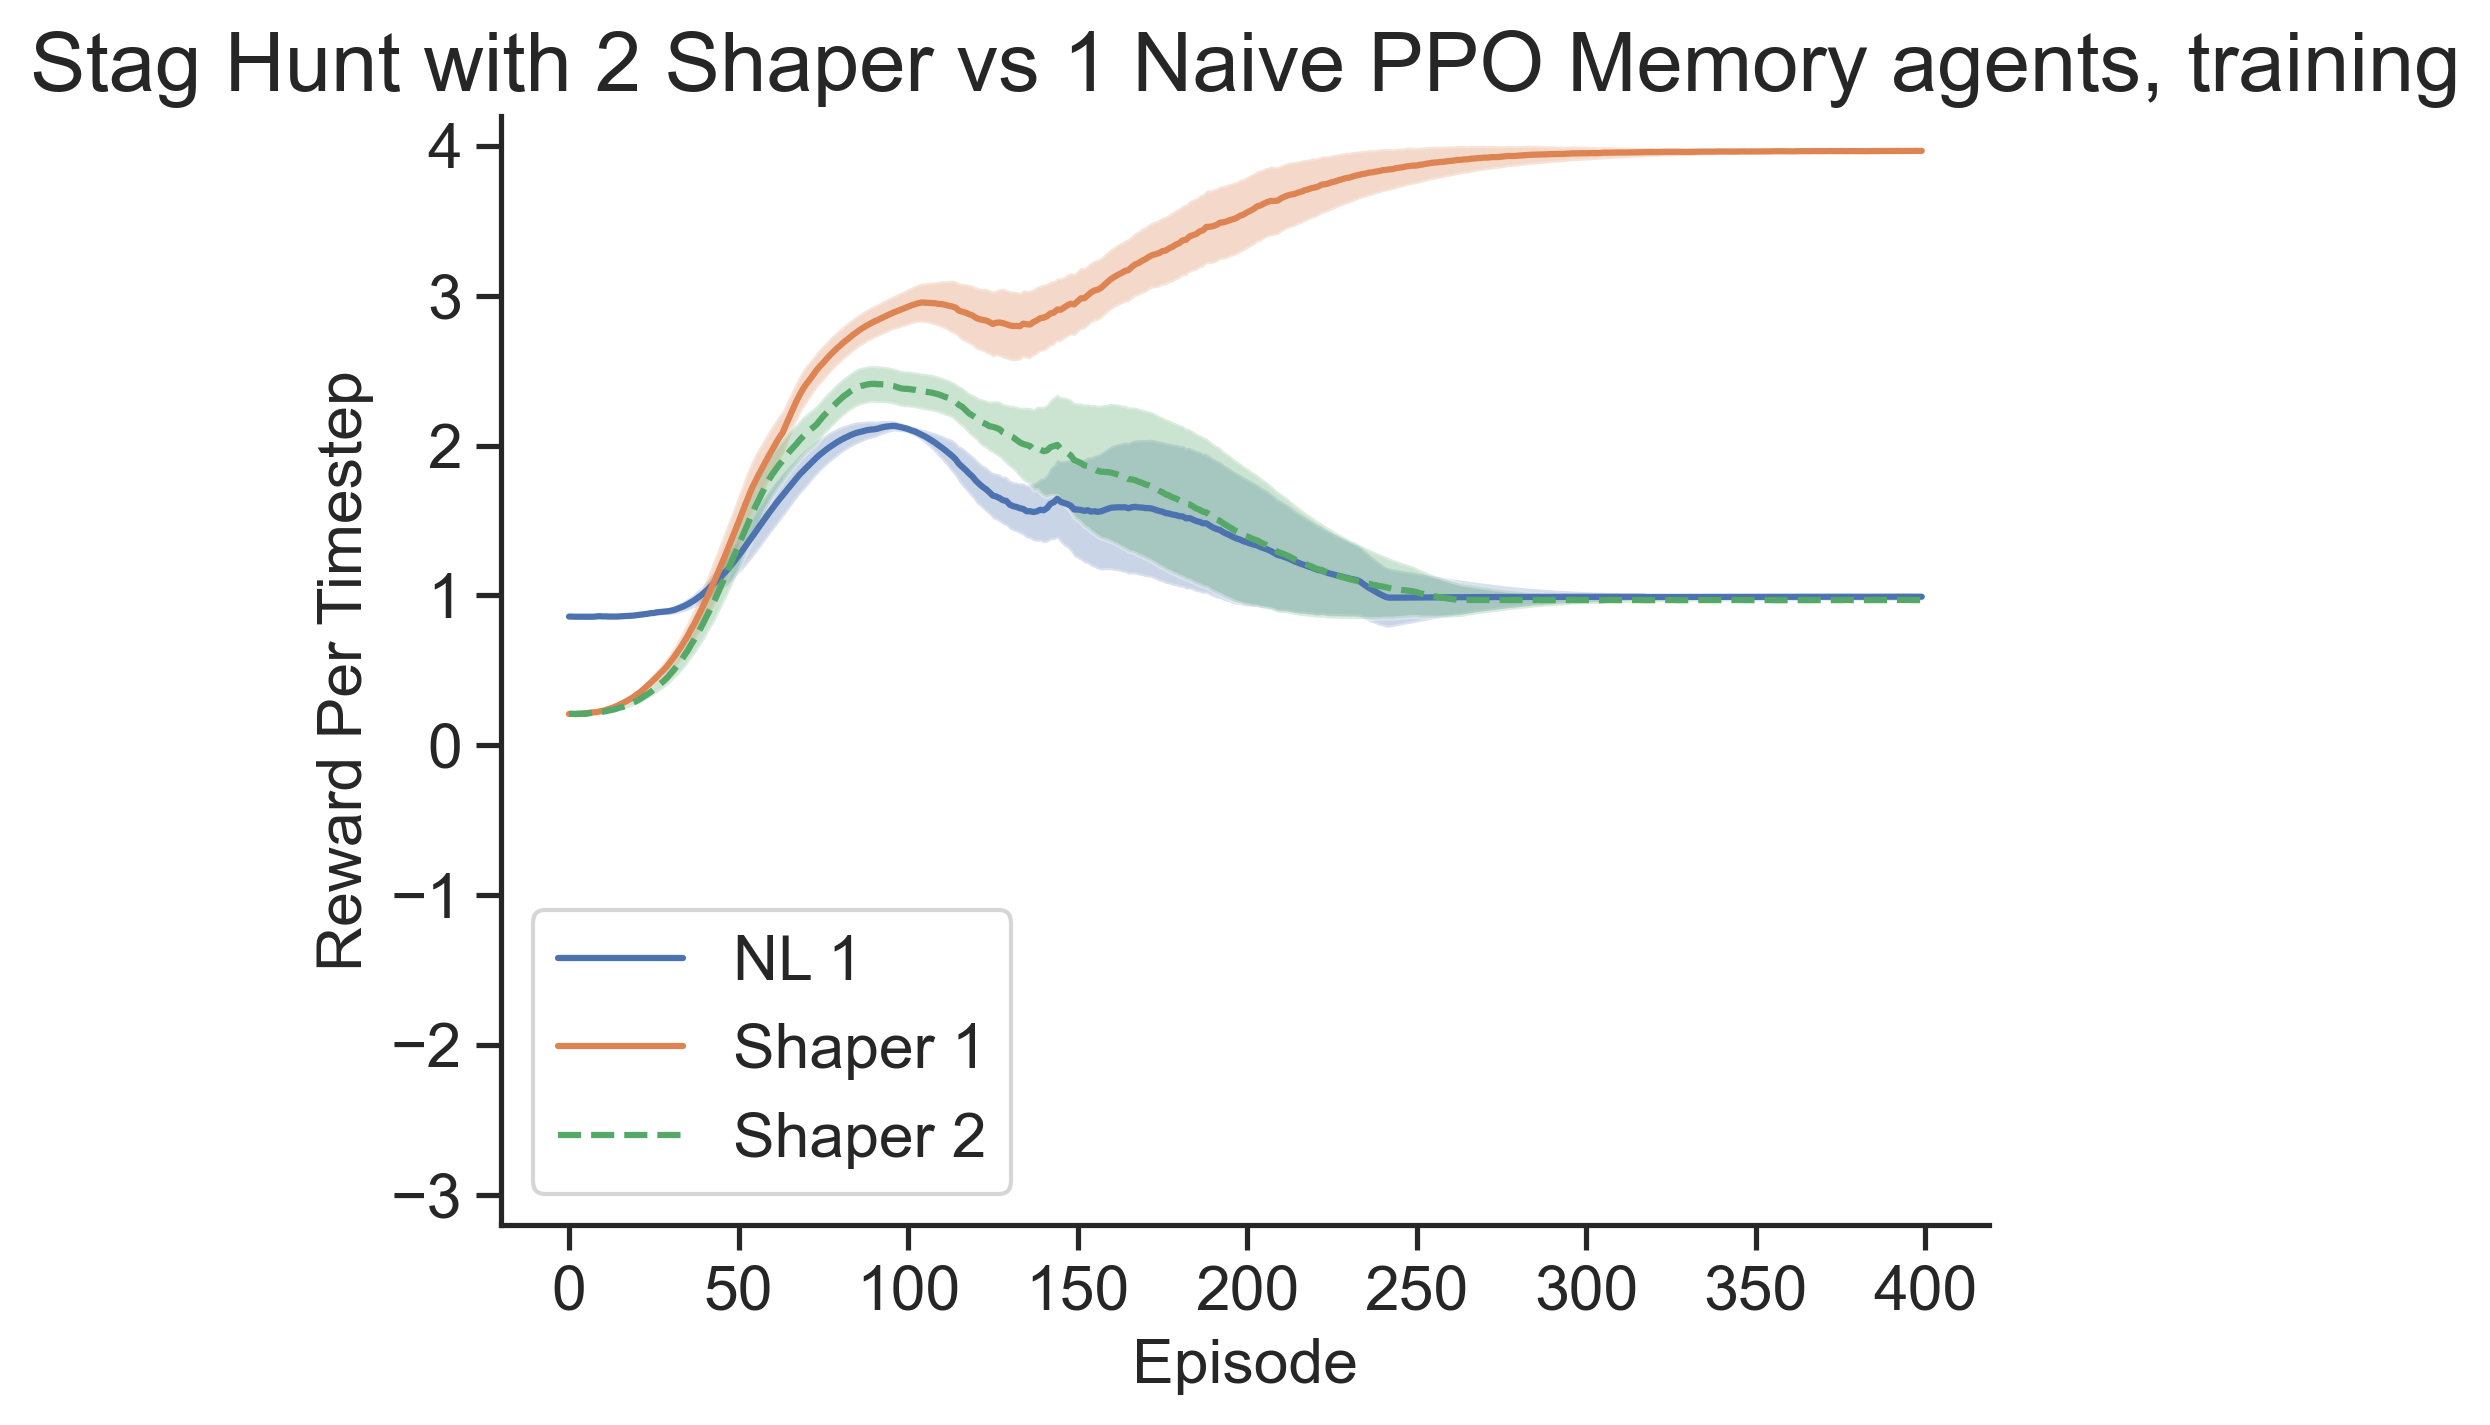 Stag Hunt with 2 Shaper vs 1 Naive PPO Memory agents, training
Reward Per Timestep
4
3
2
1
0
−1
−2
−3
NL 1
Shaper 1
Shaper 2
0 50 100 150 200 250 300 350 400
Episode